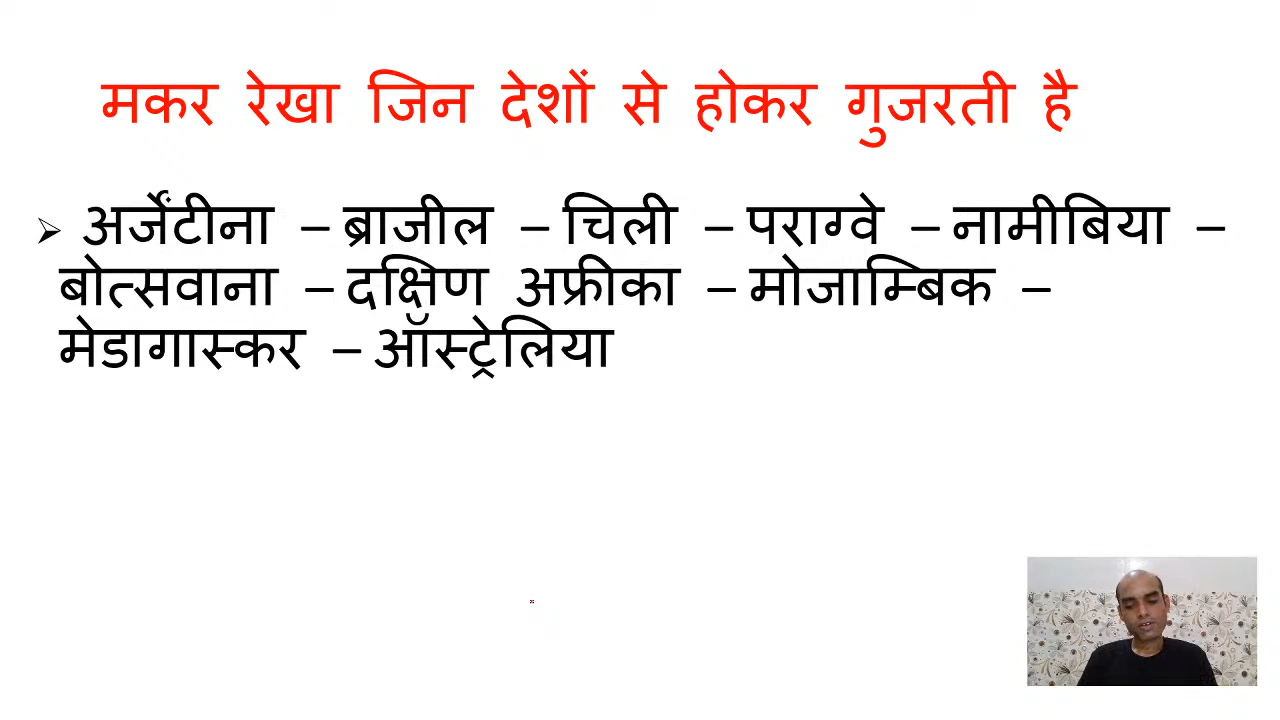 मकर रेखा जिन देशों से होकर गुजरती है
➢ अर्जेंटीना – ब्राजील – चिली – पराग्वे – नामीबिया –
बोत्सवाना – दक्षिण अफ्रीका – मोजाम्बिक –
मेडागास्कर – ऑस्ट्रेलिया